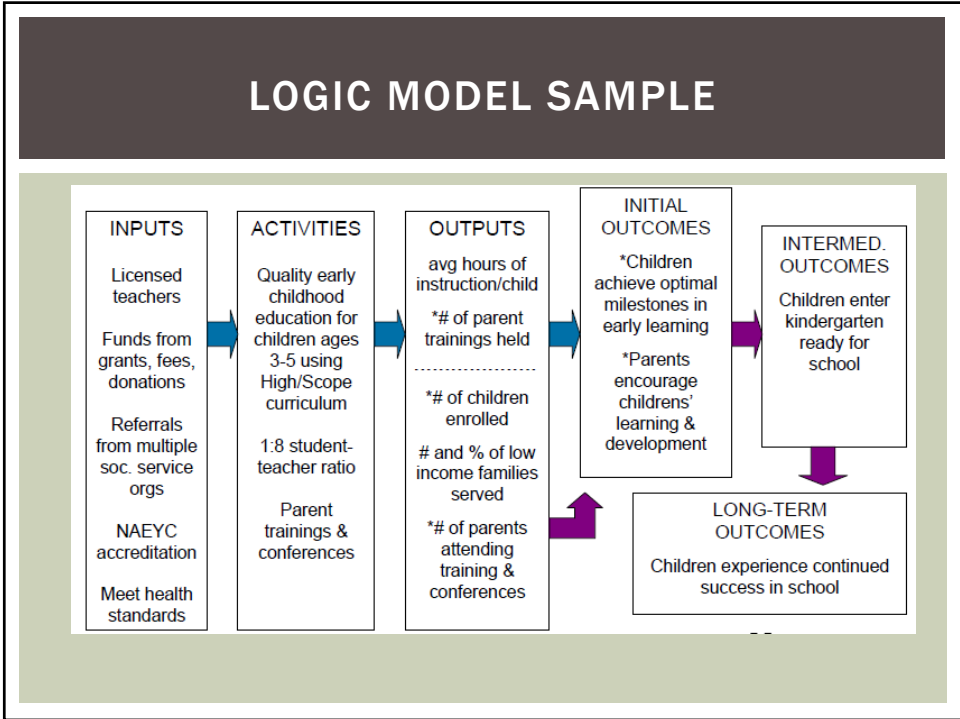 LOGIC MODEL SAMPLE
INPUTS
Licensed
teachers
Funds from
grants, fees,
donations
Referrals
from multiple
soc. service
orgs
NAEYC
accreditation
Meet health
standards
ACTIVITIES
Quality early
childhood
education for
children ages
3-5 using
High/Scope
curriculum
1:8 student-
teacher ratio
Parent
trainings &
conferences
OUTPUTS
avg hours of
instruction/child
*# of parent
trainings held
*# of children
enrolled
# and % of low
income families
served
*# of parents
attending
training &
conferences
INITIAL
OUTCOMES
*Children
achieve optimal
milestones in
early learning
*Parents
encourage
childrens'
learning &
development
INTERMED.
OUTCOMES
Children enter
kindergarten
ready for
school
LONG-TERM
OUTCOMES
Children experience continued
success in school